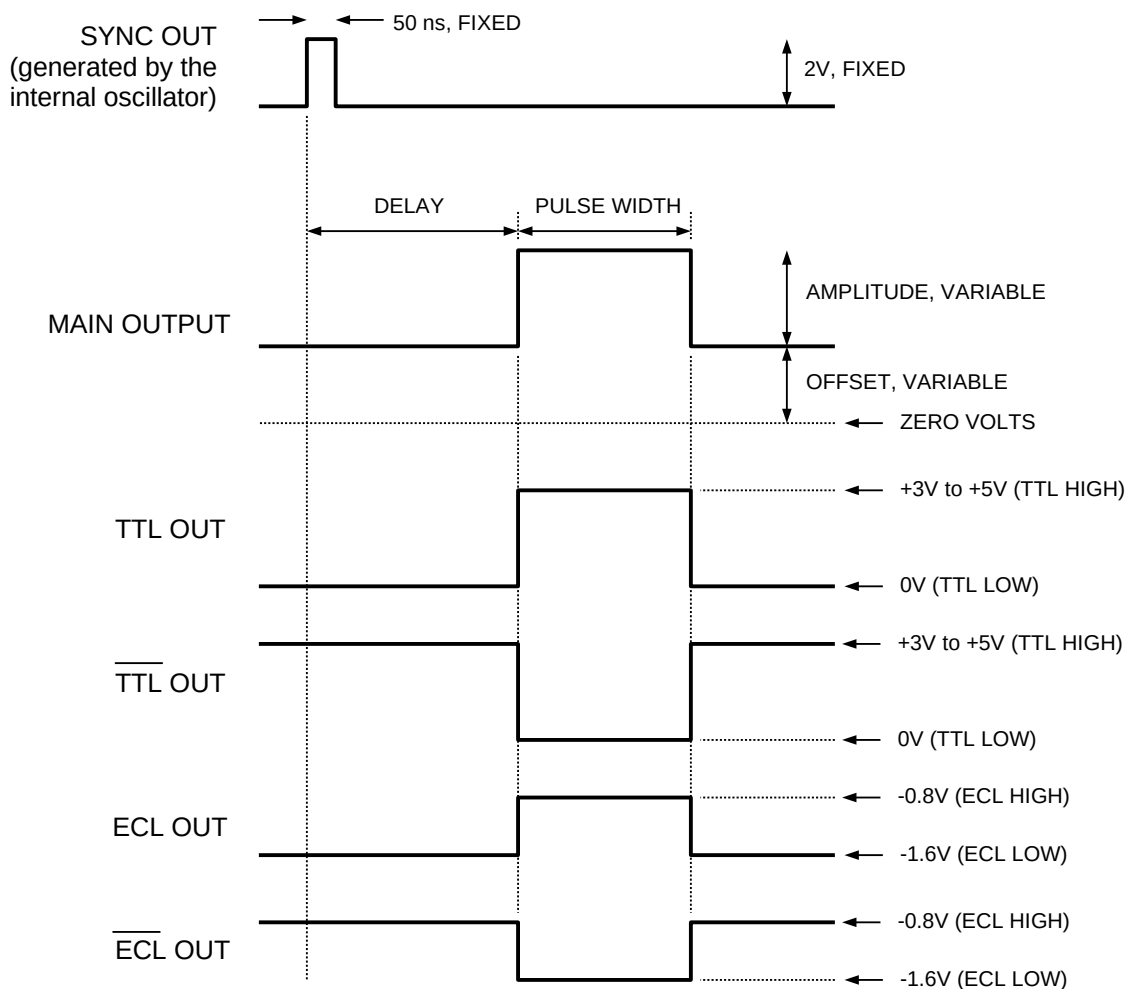 50 ns, FIXED
SYNC OUT
(generated by the
internal oscillator)
2V, FIXED
DELAY
PULSE WIDTH
AMPLITUDE, VARIABLE
MAIN OUTPUT
OFFSET, VARIABLE
ZERO VOLTS
+3V to +5V (TTL HIGH)
TTL OUT
0V (TTL LOW)
+3V to +5V (TTL HIGH)
T̅T̅L̅ OUT
0V (TTL LOW)
-0.8V (ECL HIGH)
ECL OUT
-1.6V (ECL LOW)
-0.8V (ECL HIGH)
E̅C̅L̅ OUT
-1.6V (ECL LOW)